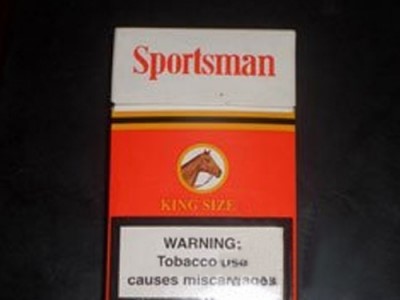 Sportsman
KING SIZE
WARNING:
Tobacco use
causes miscarriages